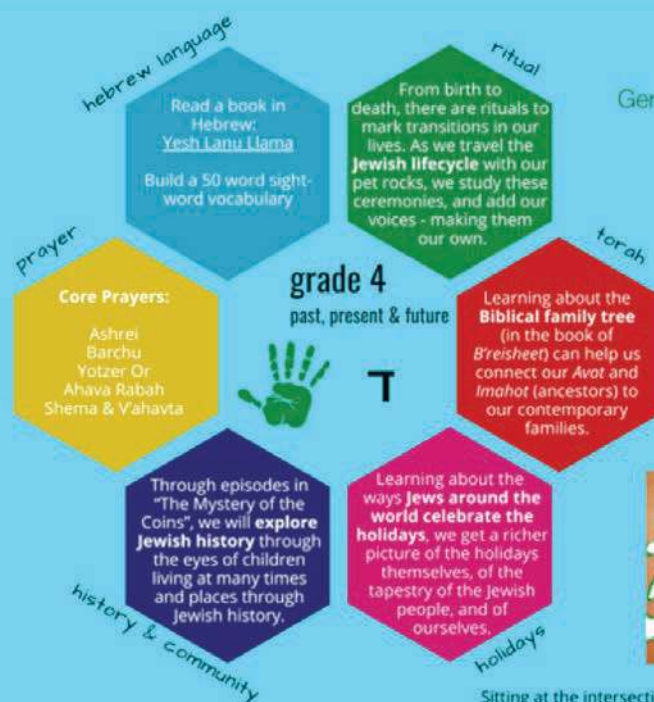 hebrew language
Read a book in
Hebrew:
Yesh Lanu Llama
Build a 50 word sight-
word vocabulary
ritual
From birth to
death, there are rituals to
mark transitions in our
lives. As we travel the
Jewish lifecycle with our
pet rocks, we study these
ceremonies, and add our
voices - making them
our own.
Ger
prayer
Core Prayers:
Ashrei
Barchu
Yotzer Or
Ahava Rabah
Shema & V'ahavta
grade 4
past, present & future
ד
torah
Learning about the
Biblical family tree
(in the book of
B'reisheet) can help us
connect our Avat and
Imahot (ancestors) to
our contemporary
families.
Through episodes in
"The Mystery of the
Coins", we will explore
Jewish history through
the eyes of children
living at many times
and places through
Jewish history.
history & community
Learning about the
ways Jews around the
world celebrate the
holidays, we get a richer
picture of the holidays
themselves, of the
tapestry of the Jewish
people, and of
ourselves.
holidays
Sitting at the intersecti